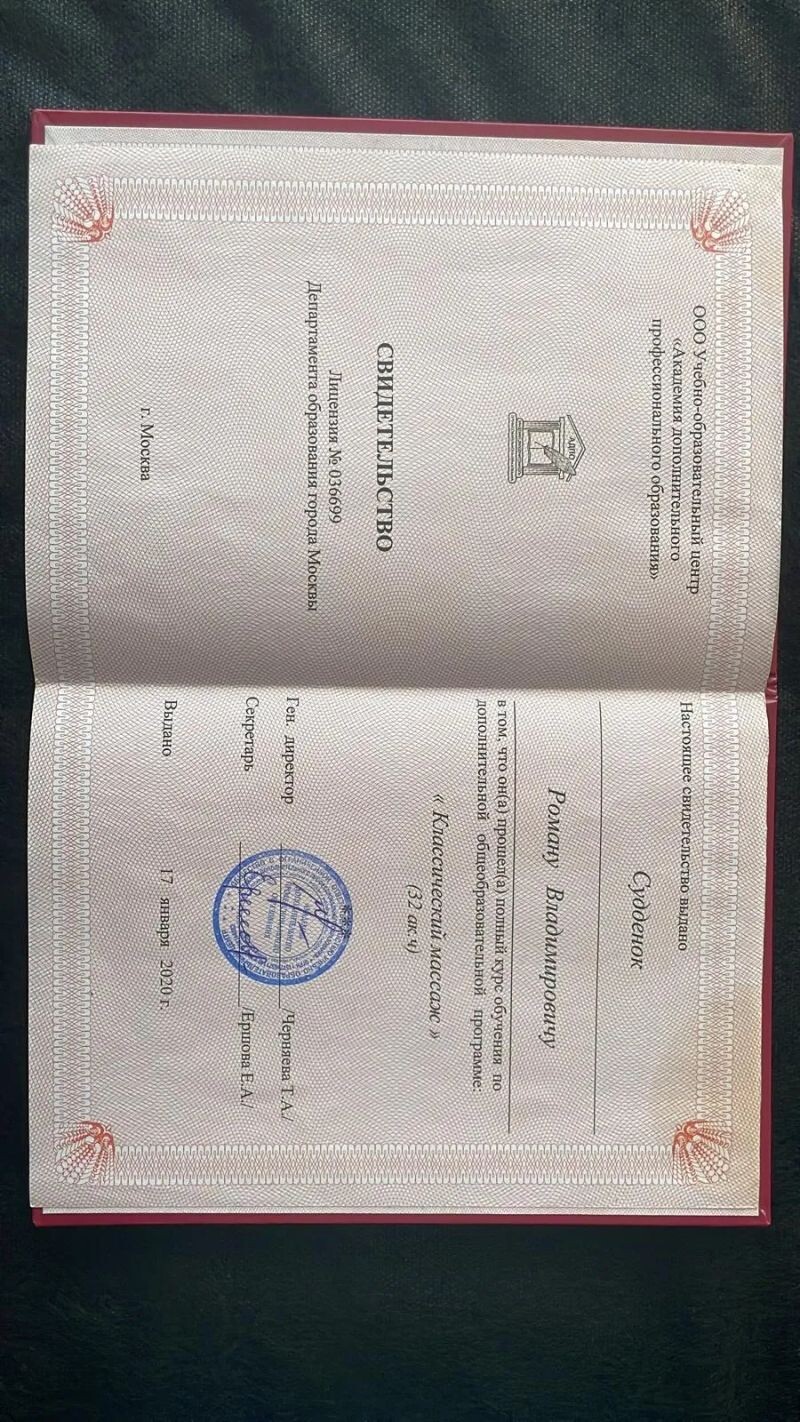 ООО Учебно-образовательный центр
«Академия дополнительного
профессионального образования»
АДПО
СВИДЕТЕЛЬСТВО
Лицензия № 036699
Департамента образования города Москвы
г. Москва
Настоящее свидетельство выдано
Судденок
Роману Владимировичу
в том, что он(а) прошел(а) полный курс обучения по
дополнительной общеобразовательной программе:
« Классический массаж »
(32 ак.ч)
Ген. директор /Черняева Т.А./
Секретарь /Ершова Е.А./
Выдано 17 января 2020 г.